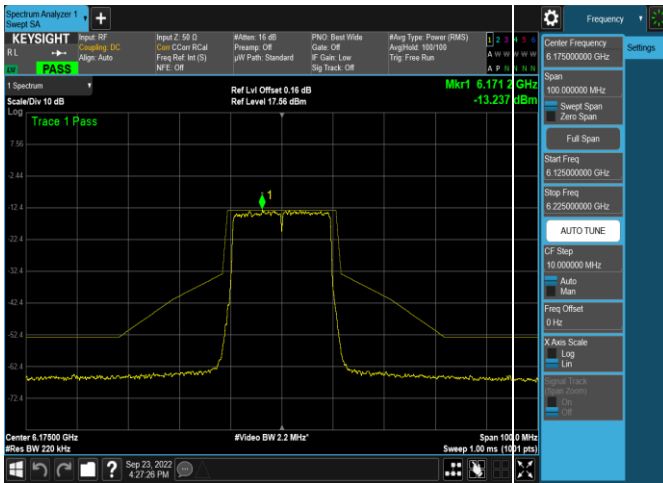 Spectrum Analyzer 1
Swept SA
Frequency
KEYSIGHT
R L
Input: RF
Coupling: DC
Align: Auto
Input Z: 50 Ω
Corr CCorr RCal
Freq Ref: Int (S)
NFE: Off
#Atten: 16 dB
Preamp: Off
µW Path: Standard
PNO: Best Wide
Gate: Off
IF Gain: Low
Sig Track: Off
#Avg Type: Power (RMS)
Avg|Hold: 100/100
Trig: Free Run
1 2 3 4 5 6
A W W W W W
A P N N N N
PASS
1 Spectrum
Scale/Div 10 dB
Log
Ref Lvl Offset 0.16 dB
Ref Level 17.56 dBm
Mkr1 6.171 2 GHz
-13.237 dBm
Trace 1 Pass
1
7.56
-2.44
-12.4
-22.4
-32.4
-42.4
-52.4
-62.4
-72.4
Center 6.17500 GHz
#Res BW 220 kHz
#Video BW 2.2 MHz*
Span 100.0 MHz
Sweep 1.00 ms (1001 pts)
Sep 23, 2022
4:27:26 PM
Settings
Center Frequency
6.175000000 GHz
Span
100.000000 MHz
Swept Span
Zero Span
Full Span
Start Freq
6.125000000 GHz
Stop Freq
6.225000000 GHz
AUTO TUNE
CF Step
10.000000 MHz
Auto
Man
Freq Offset
0 Hz
X Axis Scale
Log
Lin
Signal Track
(Span Zoom)
On
Off